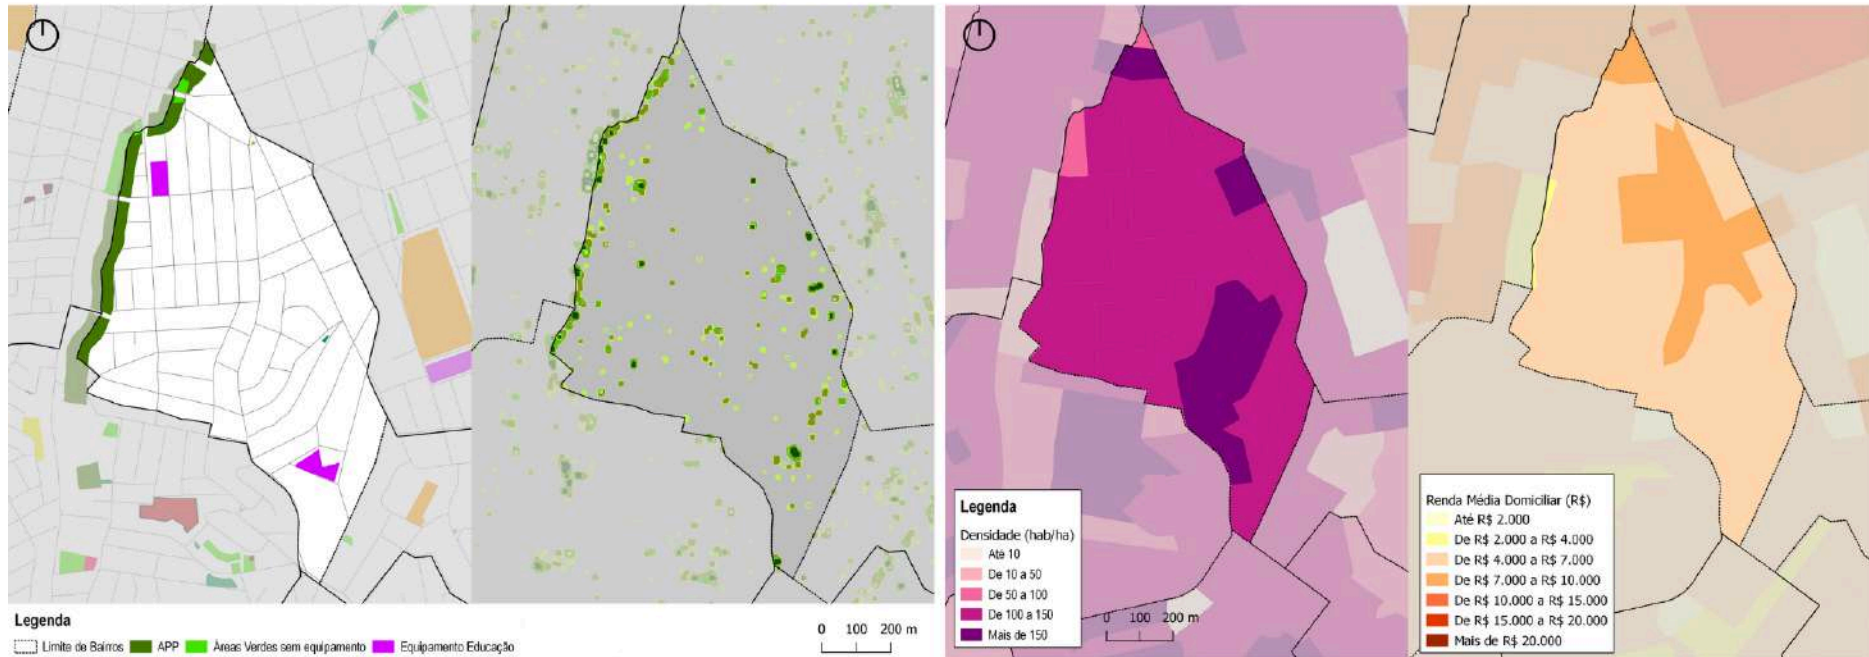 Legenda
Limite de Bairros APP Áreas Verdes sem equipamento Equipamento Educação
0 100 200 m
Legenda
Densidade (hab/ha)
Até 10
De 10 a 50
De 50 a 100
De 100 a 150
Mais de 150
0 100 200 m
Renda Média Domiciliar (R$)
Até R$ 2.000
De R$ 2.000 a R$ 4.000
De R$ 4.000 a R$ 7.000
De R$ 7.000 a R$ 10.000
De R$ 10.000 a R$ 15.000
De R$ 15.000 a R$ 20.000
Mais de R$ 20.000